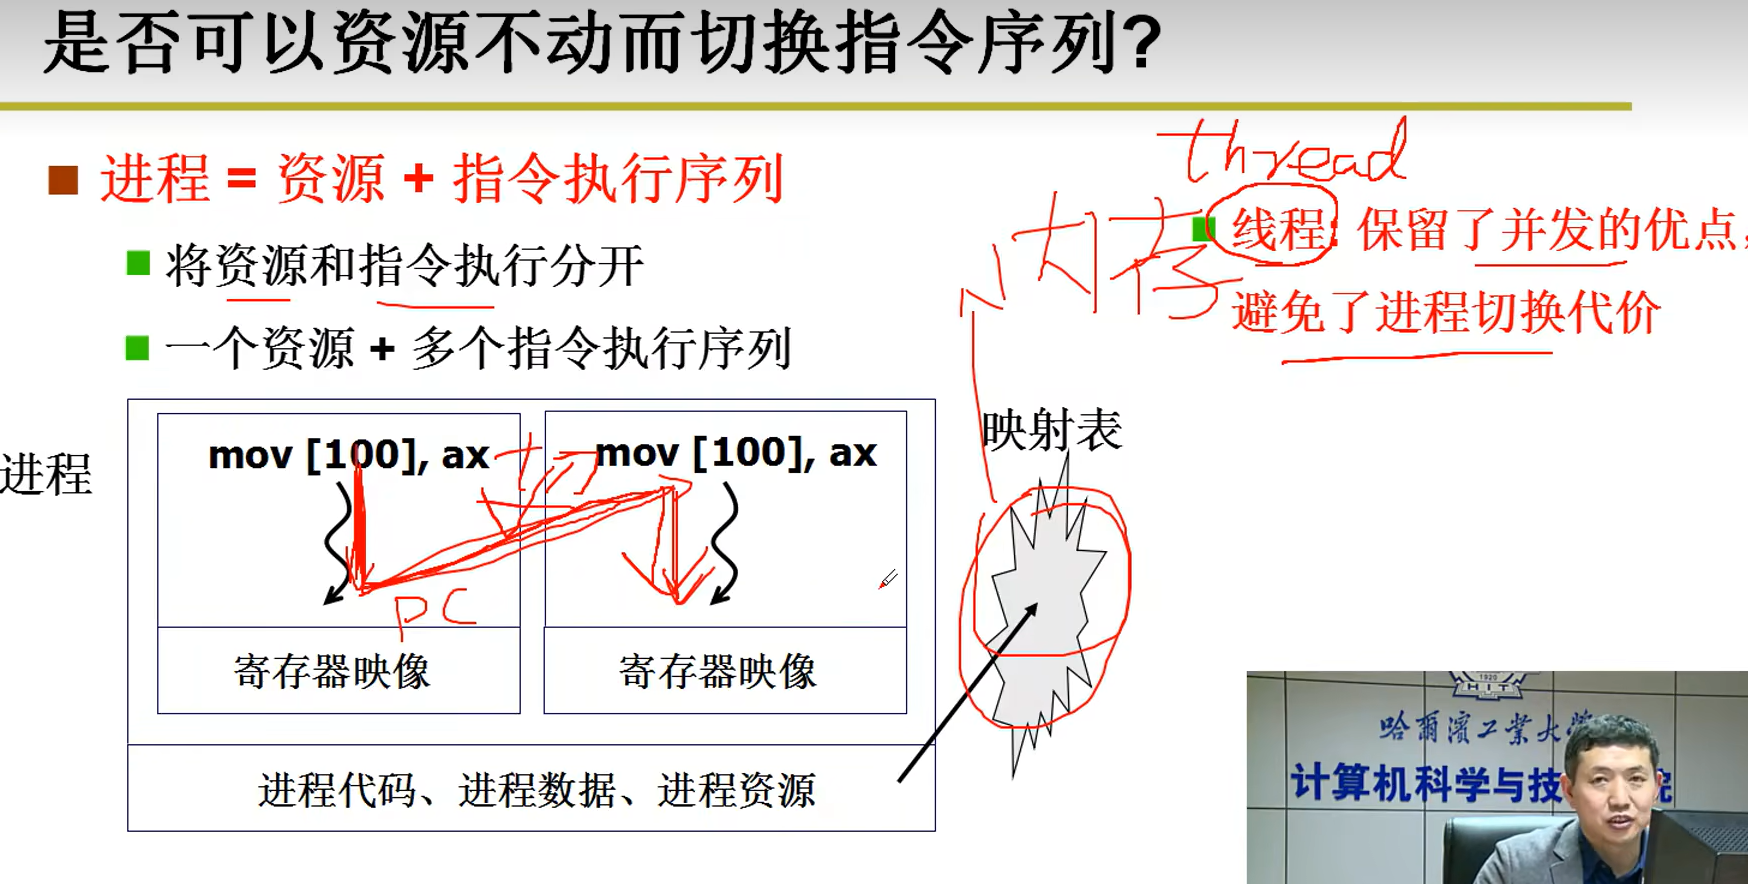 是否可以资源不动而切换指令序列?
进程 = 资源 + 指令执行序列
将资源和指令执行分开
一个资源 + 多个指令执行序列
thread
线程: 保留了并发的优点,
避免了进程切换代价
内存
映射表
进程
mov [100], ax
mov [100], ax
PC
寄存器映像
寄存器映像
进程代码、进程数据、进程资源
1920
HIT
哈爾濱工業大學
计算机科学与技
院